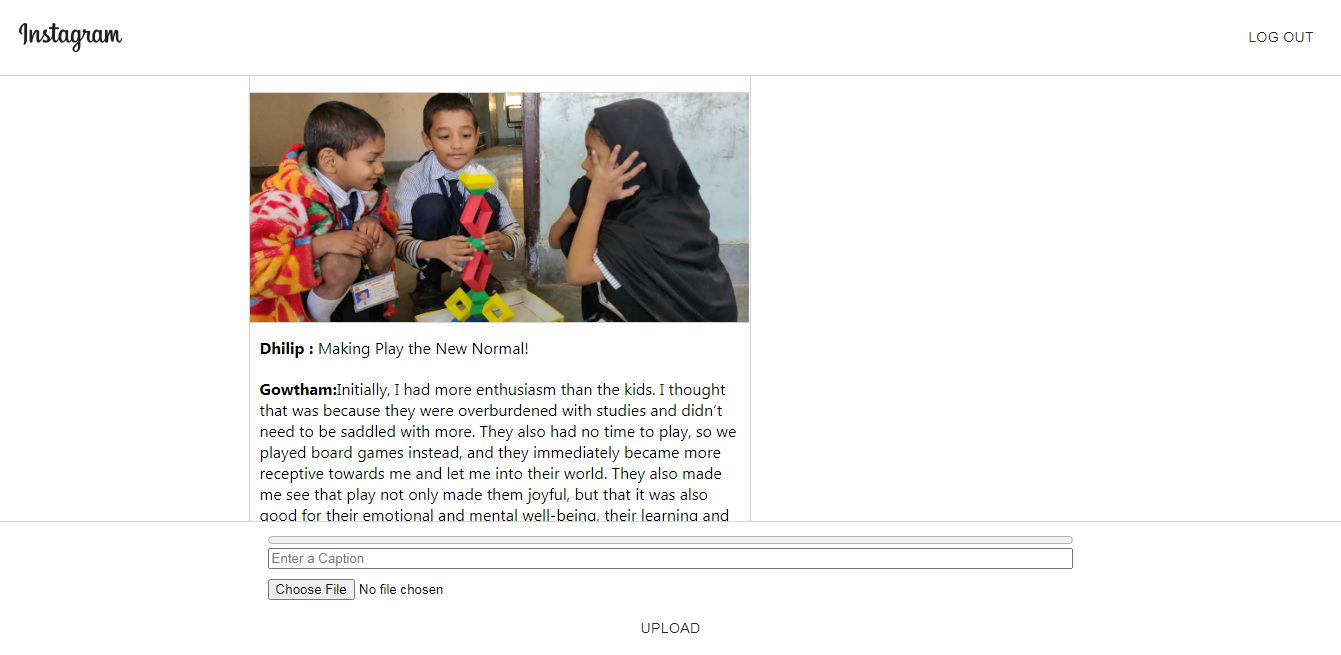 Instagram
LOG OUT
Dhilip : Making Play the New Normal!
Gowtham:Initially, I had more enthusiasm than the kids. I thought
that was because they were overburdened with studies and didn't
need to be saddled with more. They also had no time to play, so we
played board games instead, and they immediately became more
receptive towards me and let me into their world. They also made
me see that play not only made them joyful, but that it was also
good for their emotional and mental well-being, their learning and
Enter a Caption
Choose File No file chosen
UPLOAD